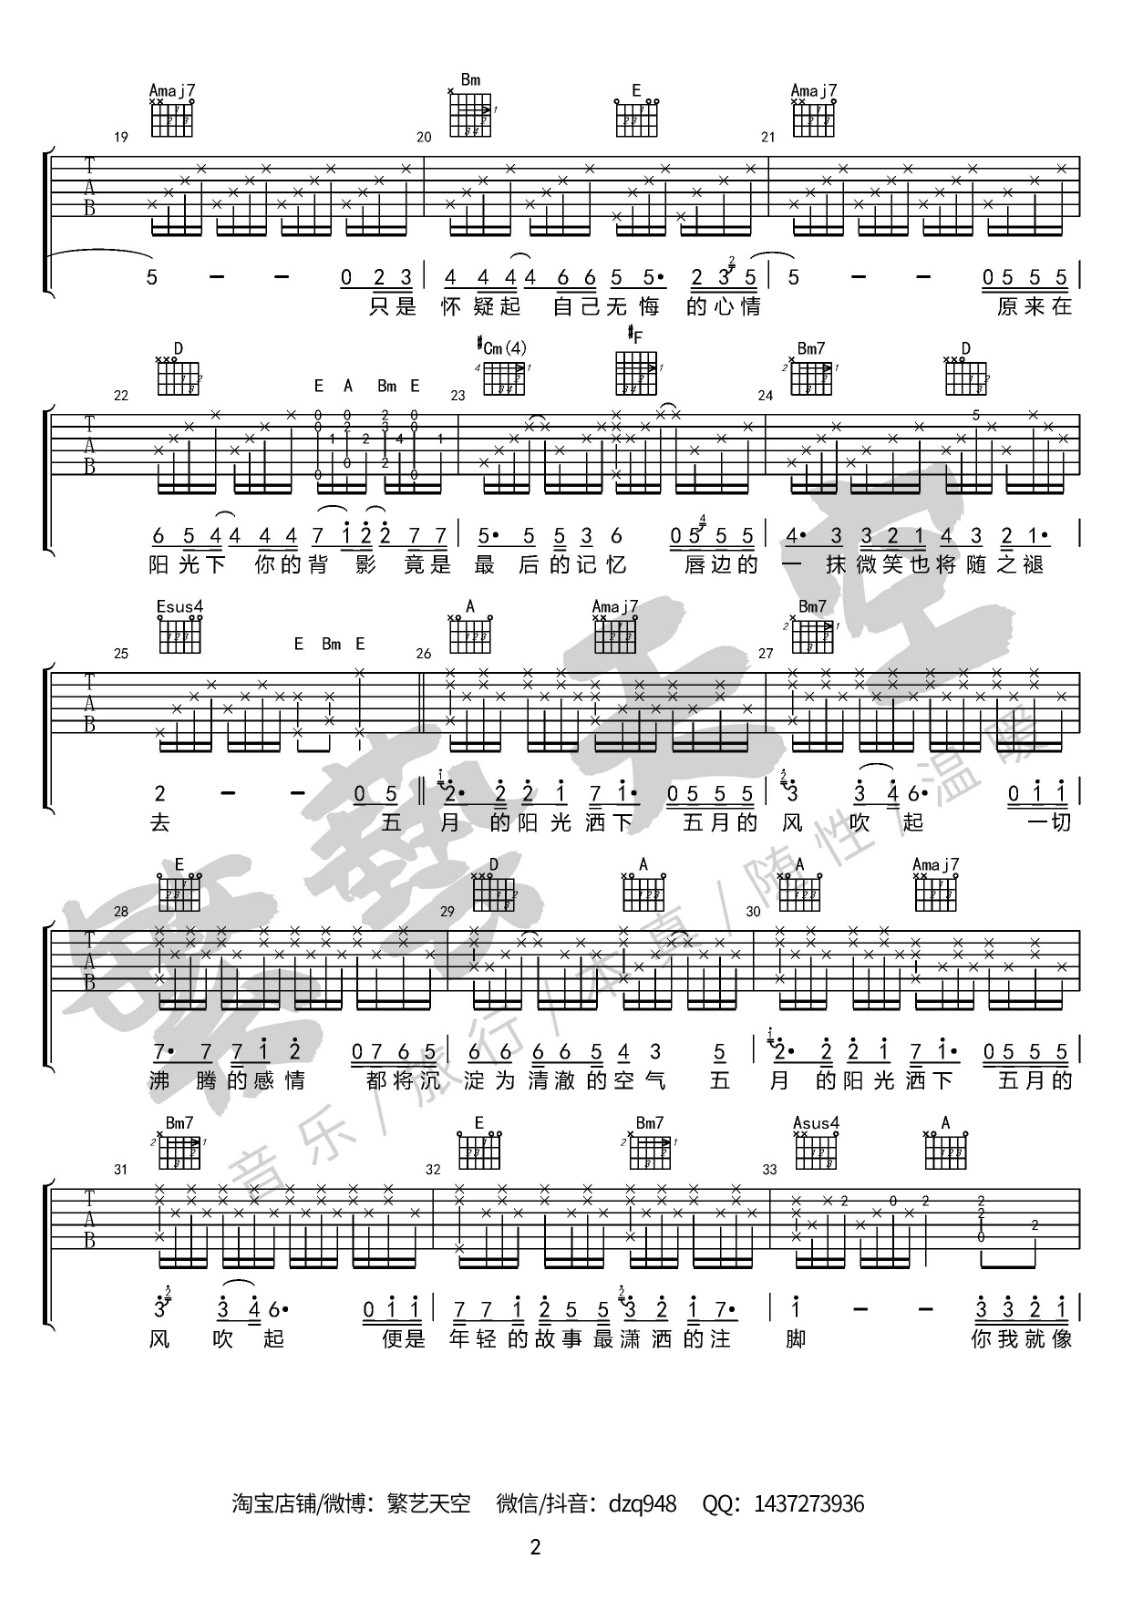 Amaj7 Bm E Amaj7
19 20 21
T A B
5 - - 0 2 3 4 4 4 4 6 6 5 5· 2 3 2 5 5 - - 0 5 5 5
只是 怀疑起 自己无悔 的心情 原来在
D E A Bm E #Cm(4) #F Bm7 D
22 23 24
T A B
6 5 4 4 4 4 7 1 2 2 7 7 5· 5 5 3 6 0 5 4 5 5 4· 3 3 2 1 4 3 2 1·
阳光下 你的背 影 竟是 最 后的记忆 唇边的 一 抹微笑也将随之褪
Esus4 E Bm E A Amaj7 Bm7
25 26 27
T A B
2 - - 0 5 1 2· 2 2 1 7 1· 0 5 5 5 2 3 3 4 6· 0 1 1
去 五 月 的阳光洒下 五月的 风 吹起 一切
E D A A Amaj7
28 29 30
T A B
7· 7 7 1 2 0 7 6 5 6 6 6 6 5 4 3 5 1 2· 2 2 1 7 1· 0 5 5 5
沸 腾的感情 都将沉 淀为清澈的空气 五 月 的阳光洒下 五月的
Bm7 E Bm7 Asus4 A
31 32 33
T A B
3 2 3 4 6· 0 1 1 7 7 1 2 5 5 2 3 2 1 7· 1 - - 3 3 2 1
风 吹 起 便是 年轻的故事最潇洒的注 脚 你我就像
繁藝天空
音乐/旅行/本真/随性/温暖
淘宝店铺/微博：繁艺天空 微信/抖音：dzq948 QQ：1437273936
2